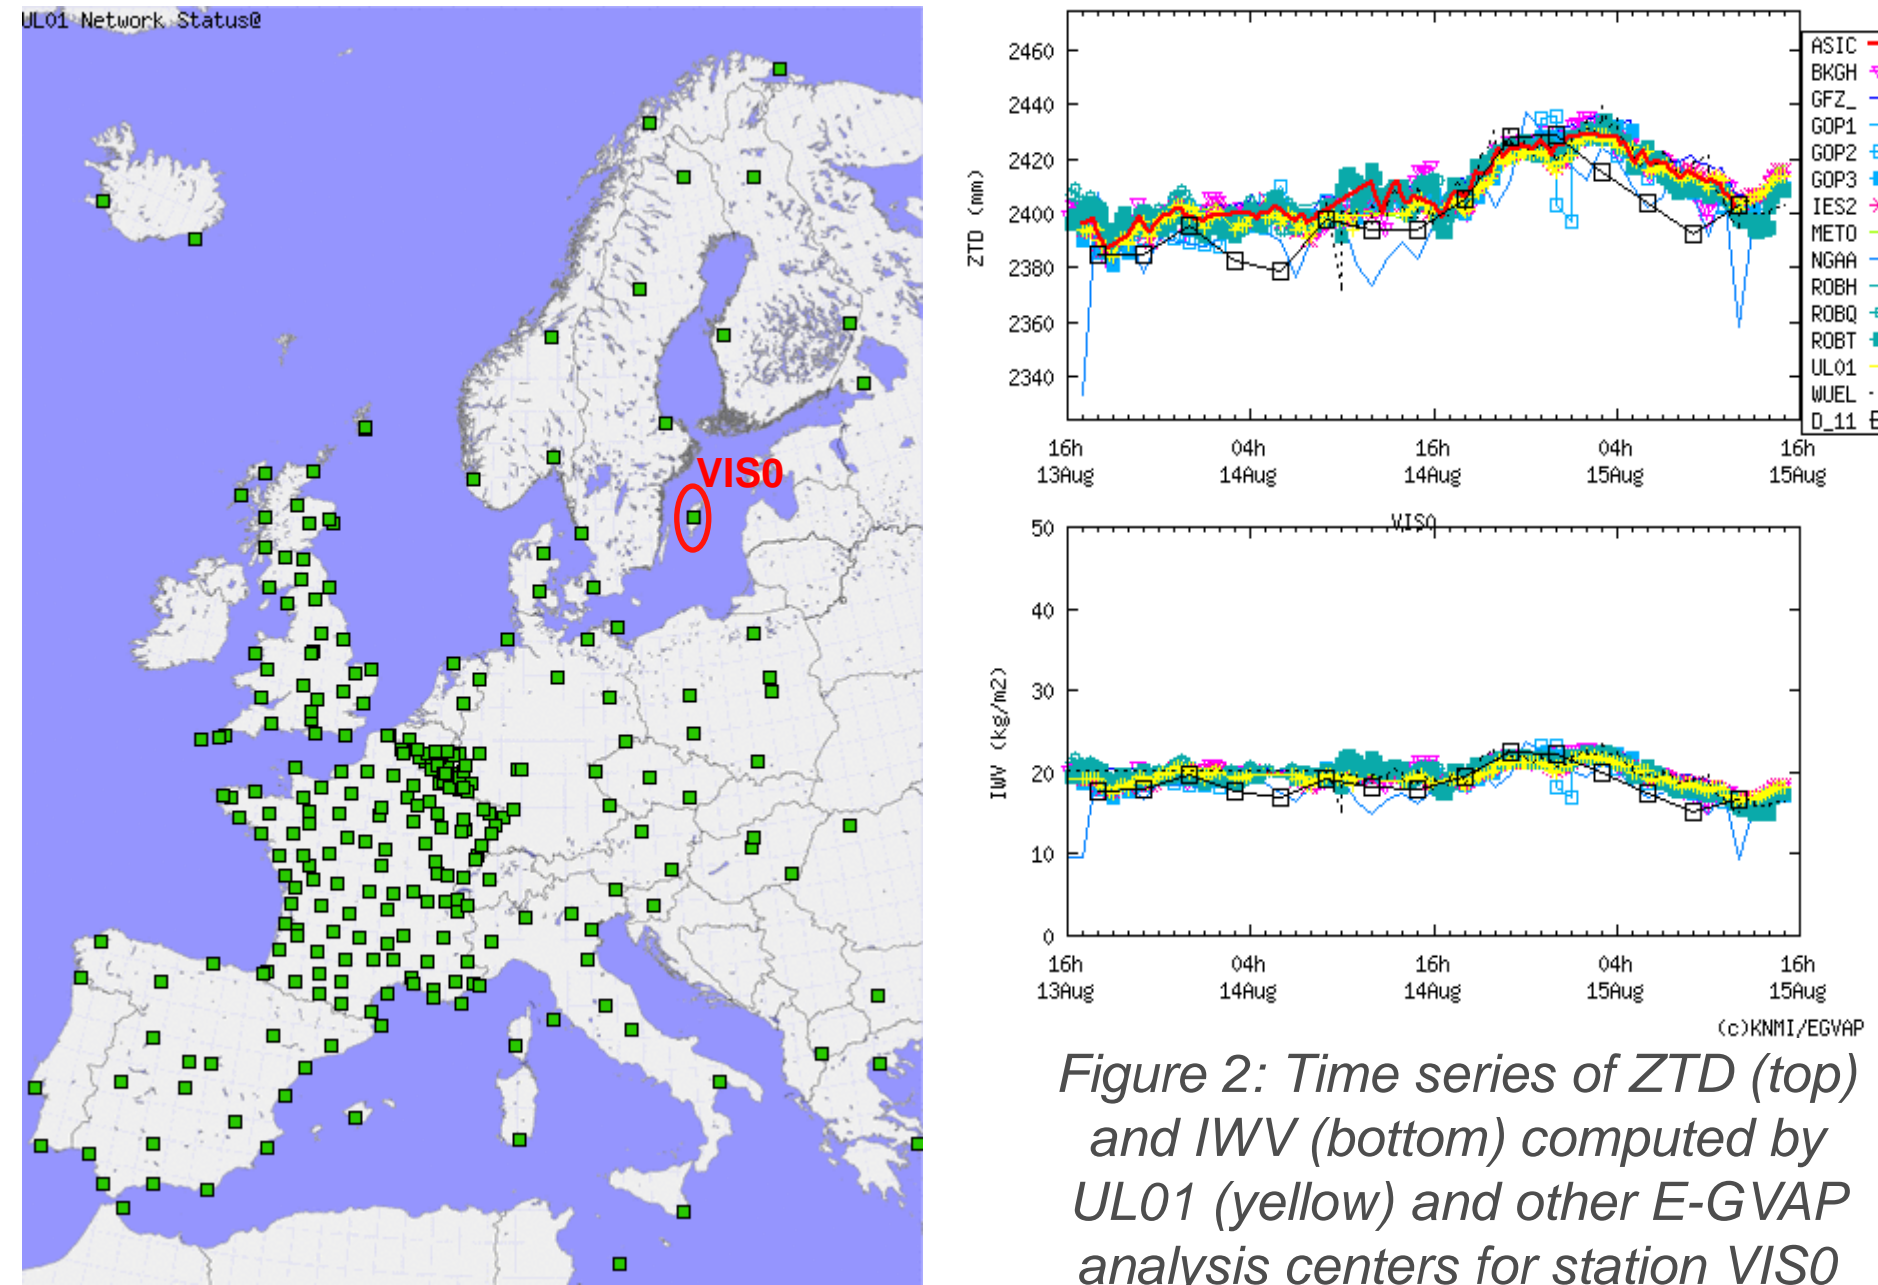 UL01 Network Status@
VIS0
2460
2440
2420
2400
2380
2360
2340
ZTD (mm)
ASIC
BKGH
GFZ_
GOP1
GOP2
GOP3
IES2
METO
NGAA
ROBH
ROBQ
ROBT
UL01
WUEL
D_11
16h 04h 16h 04h 16h
13Aug 14Aug 14Aug 15Aug 15Aug
VIS0
50
40
30
20
10
0
IWV (kg/m2)
16h 04h 16h 04h 16h
13Aug 14Aug 14Aug 15Aug 15Aug
(c)KNMI/EGVAP
Figure 2: Time series of ZTD (top)
and IWV (bottom) computed by
UL01 (yellow) and other E-GVAP
analysis centers for station VIS0